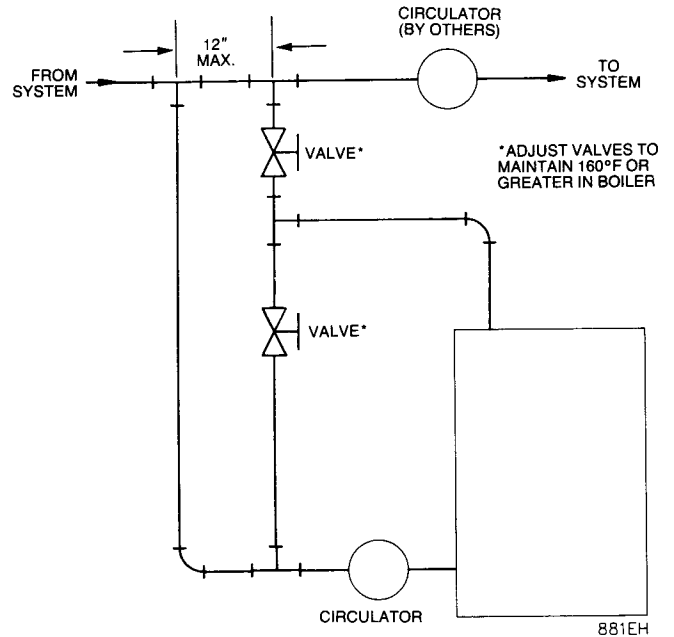 CIRCULATOR
(BY OTHERS)
12"
MAX.
FROM
SYSTEM
TO
SYSTEM
VALVE*
*ADJUST VALVES TO
MAINTAIN 160°F OR
GREATER IN BOILER
VALVE*
CIRCULATOR
881EH